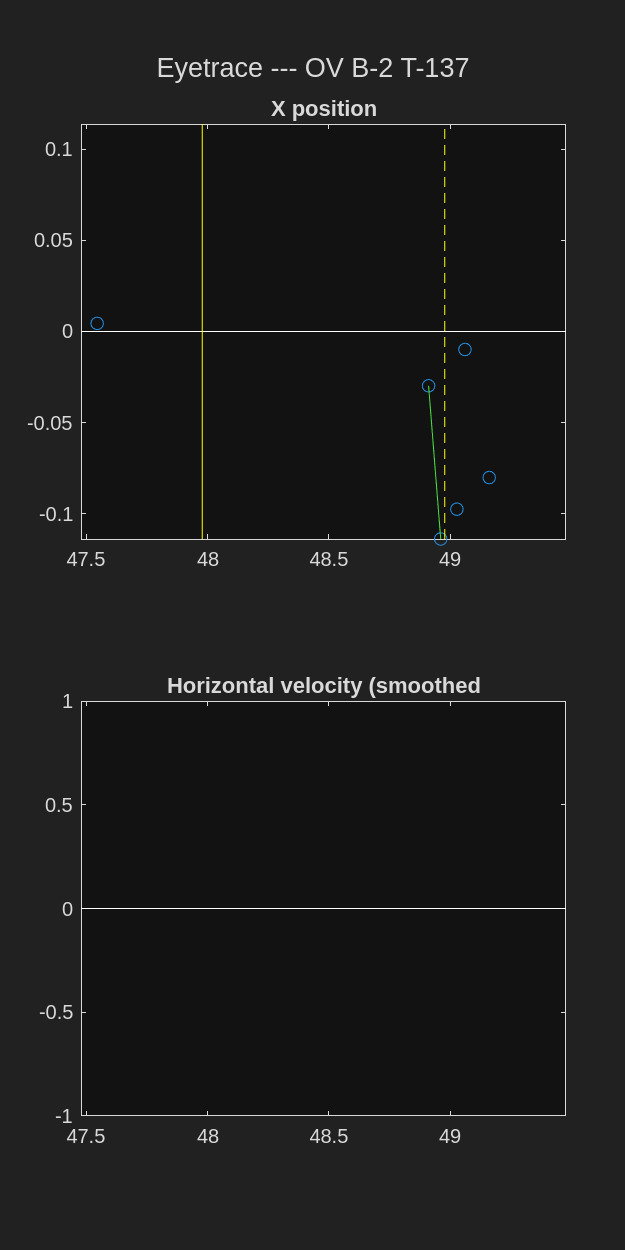 Eyetrace --- OV B-2 T-137
X position
0.1
0.05
0
-0.05
-0.1
47.5 48 48.5 49
Horizontal velocity (smoothed
1
0.5
0
-0.5
-1
47.5 48 48.5 49